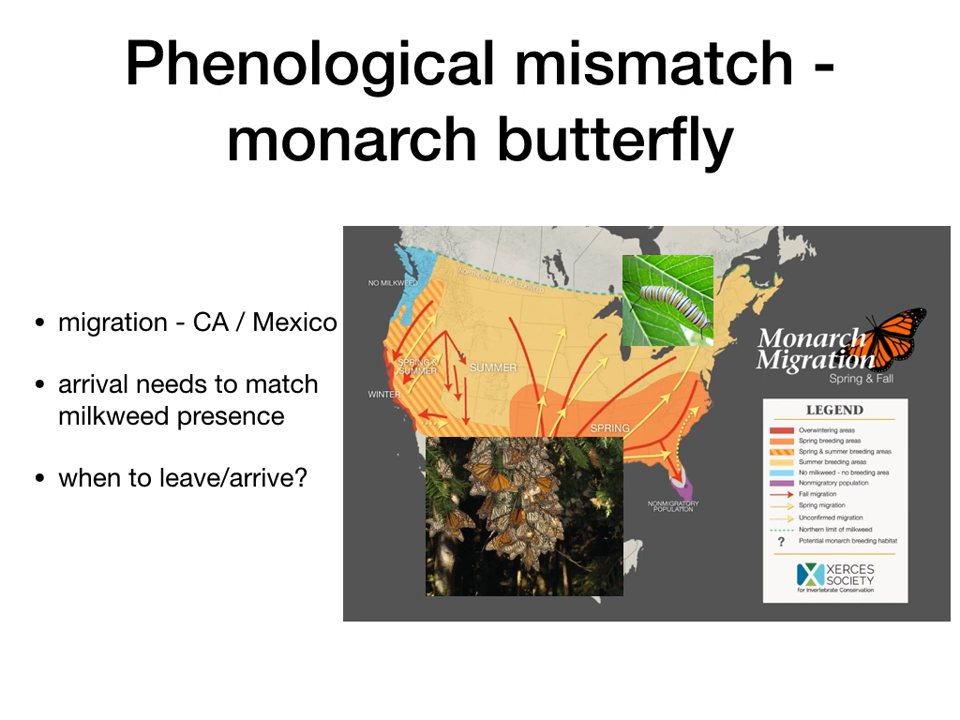 Phenological mismatch -
monarch butterfly
• migration - CA / Mexico
• arrival needs to match
milkweed presence
• when to leave/arrive?
NO MILKWEED
SPRING &
SUMMER
SUMMER
WINTER
SPRING
NONMIGRATORY
POPULATION
Monarch
Migration
Spring & Fall
LEGEND
Overwintering areas
Spring breeding areas
Spring & summer breeding areas
Summer breeding areas
No milkweed - no breeding area
Nonmigratory population
Fall migration
Spring migration
Unconfirmed migration
Northern limit of milkweed
? Potential monarch breeding habitat
XERCES
SOCIETY
for Invertebrate Conservation